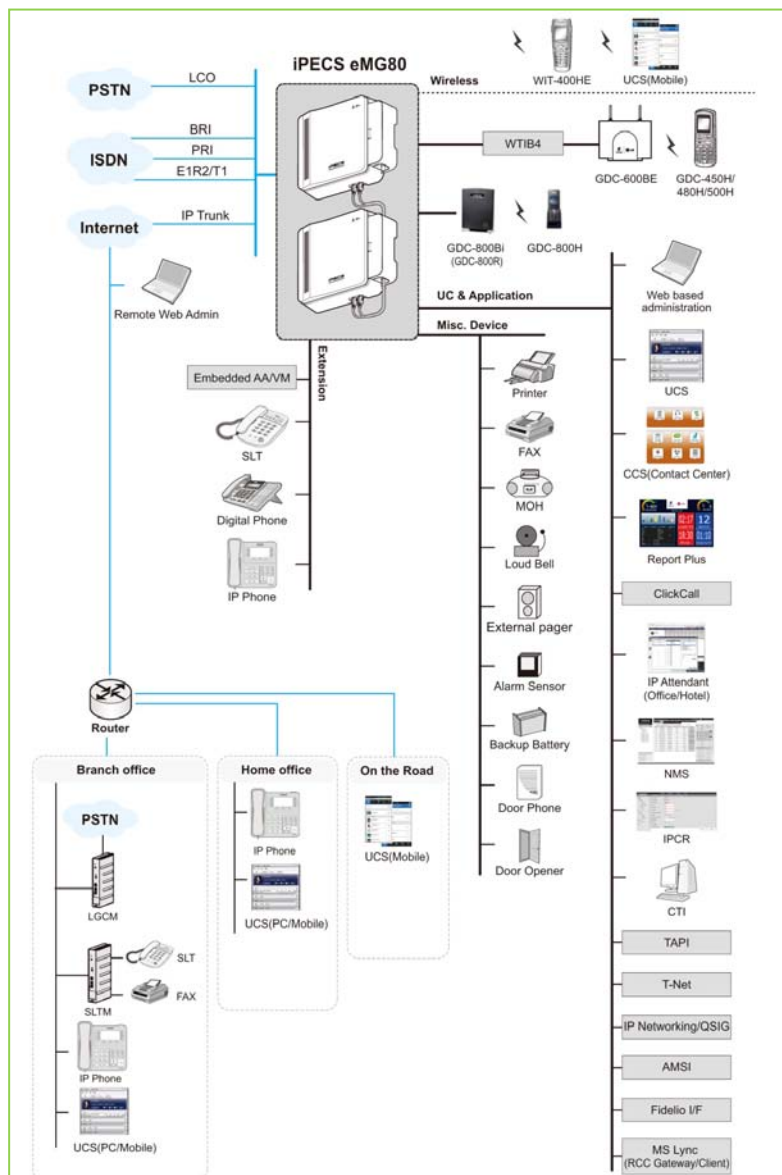 iPECS eMG80
PSTN
LCO
ISDN
BRI
PRI
E1R2/T1
Internet
IP Trunk
Remote Web Admin
Wireless
WIT-400HE
UCS(Mobile)
WTIB4
GDC-600BE
GDC-450H/
480H/500H
GDC-800Bi
(GDC-800R)
GDC-800H
UC & Application
Misc. Device
Extension
Embedded AA/VM
SLT
Digital Phone
IP Phone
Printer
FAX
MOH
Loud Bell
External pager
Alarm Sensor
Backup Battery
Door Phone
Door Opener
Web based
administration
UCS
CCS(Contact Center)
Report Plus
ClickCall
IP Attendant
(Office/Hotel)
NMS
IPCR
CTI
TAPI
T-Net
IP Networking/QSIG
AMSI
Fidelio I/F
MS Lync
(RCC Gateway/Client)
Router
Branch office
PSTN
LGCM
SLT
FAX
SLTM
IP Phone
UCS(PC/Mobile)
Home office
IP Phone
UCS(PC/Mobile)
On the Road
UCS(Mobile)